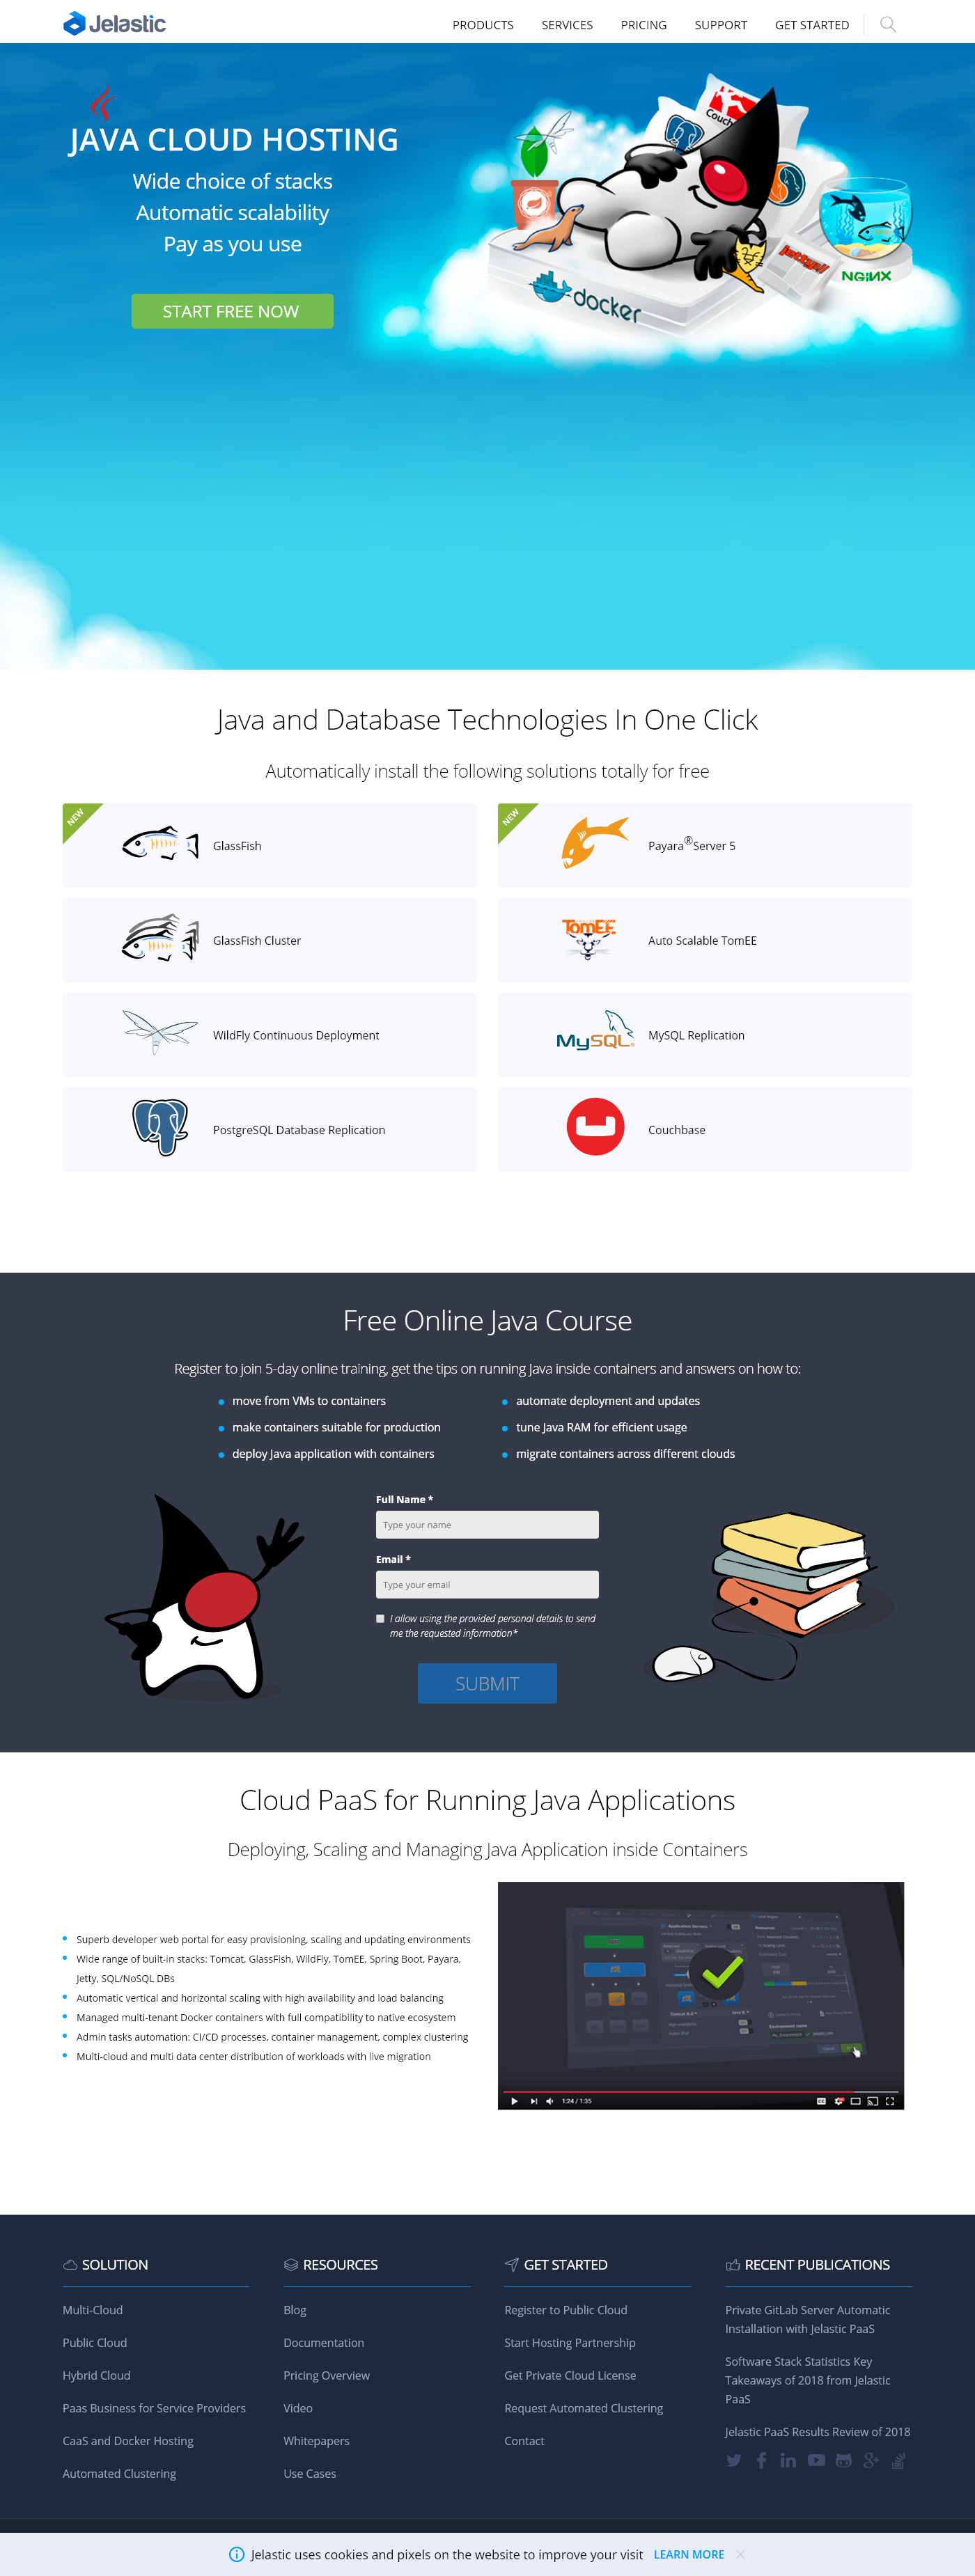 Jelastic
PRODUCTS SERVICES PRICING SUPPORT GET STARTED
JAVA CLOUD HOSTING
Wide choice of stacks
Automatic scalability
Pay as you use
START FREE NOW
Couch
docker
jetty://
NGINX
Java and Database Technologies In One Click
Automatically install the following solutions totally for free
NEW
GlassFish
NEW
Payara® Server 5
GlassFish Cluster
TomEE
Auto Scalable TomEE
WildFly Continuous Deployment
MySQL
MySQL Replication
PostgreSQL Database Replication
Couchbase
Free Online Java Course
Register to join 5-day online training, get the tips on running Java inside containers and answers on how to:
move from VMs to containers
make containers suitable for production
deploy Java application with containers
automate deployment and updates
tune Java RAM for efficient usage
migrate containers across different clouds
Full Name *
Type your name
Email *
Type your email
I allow using the provided personal details to send
me the requested information*
SUBMIT
Cloud PaaS for Running Java Applications
Deploying, Scaling and Managing Java Application inside Containers
Superb developer web portal for easy provisioning, scaling and updating environments
Wide range of built-in stacks: Tomcat, GlassFish, WildFly, TomEE, Spring Boot, Payara,
Jetty, SQL/NoSQL DBs
Automatic vertical and horizontal scaling with high availability and load balancing
Managed multi-tenant Docker containers with full compatibility to native ecosystem
Admin tasks automation: CI/CD processes, container management, complex clustering
Multi-cloud and multi data center distribution of workloads with live migration
1:24 / 1:35
SOLUTION
Multi-Cloud
Public Cloud
Hybrid Cloud
Paas Business for Service Providers
CaaS and Docker Hosting
Automated Clustering
RESOURCES
Blog
Documentation
Pricing Overview
Video
Whitepapers
Use Cases
GET STARTED
Register to Public Cloud
Start Hosting Partnership
Get Private Cloud License
Request Automated Clustering
Contact
RECENT PUBLICATIONS
Private GitLab Server Automatic
Installation with Jelastic PaaS
Software Stack Statistics Key
Takeaways of 2018 from Jelastic
PaaS
Jelastic PaaS Results Review of 2018
Jelastic uses cookies and pixels on the website to improve your visit LEARN MORE